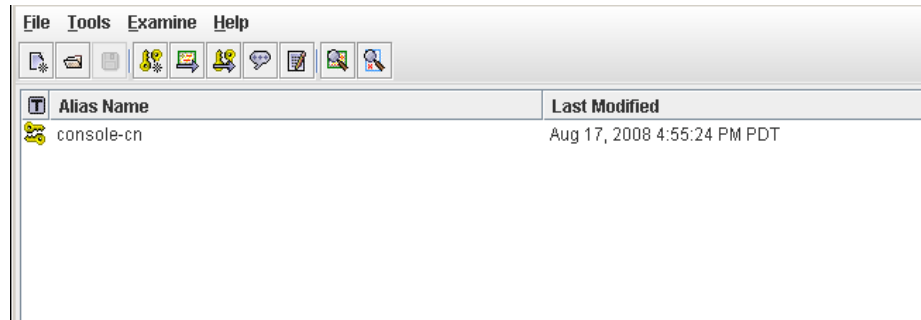 File Tools Examine Help
T Alias Name Last Modified
console-cn Aug 17, 2008 4:55:24 PM PDT